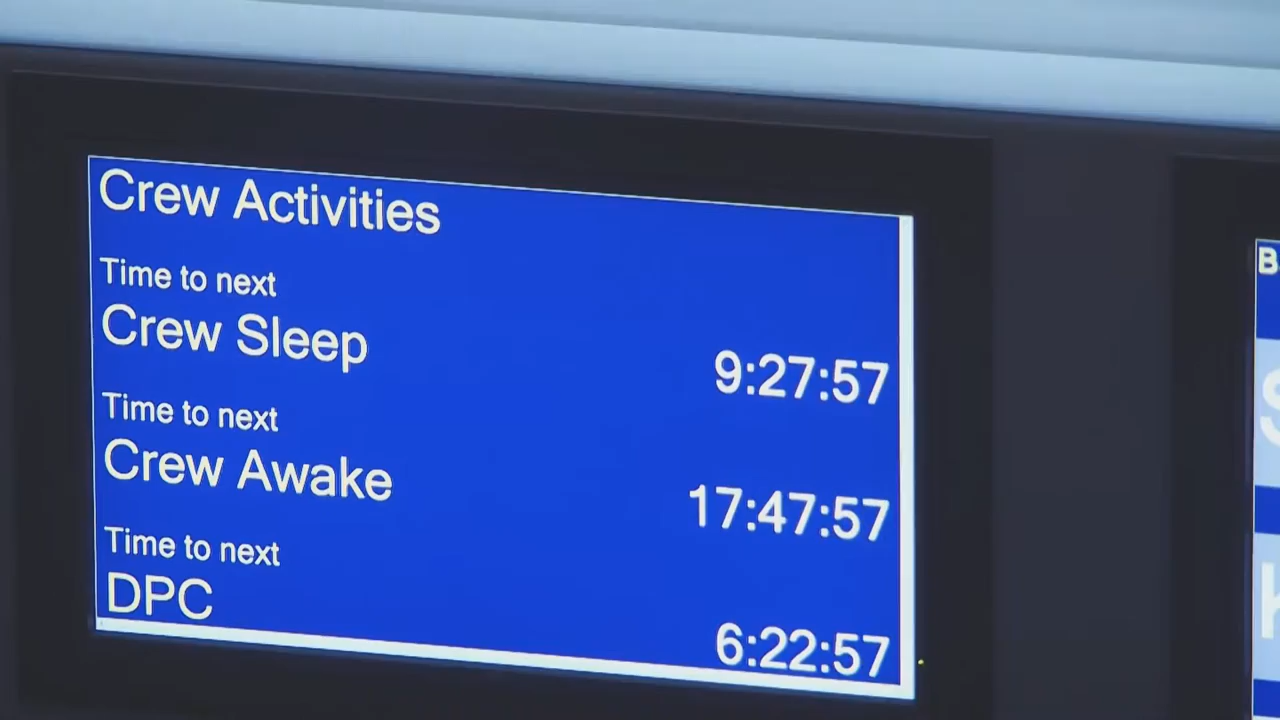 Crew Activities
Time to next
Crew Sleep 9:27:57
Time to next
Crew Awake 17:47:57
Time to next
DPC 6:22:57
B